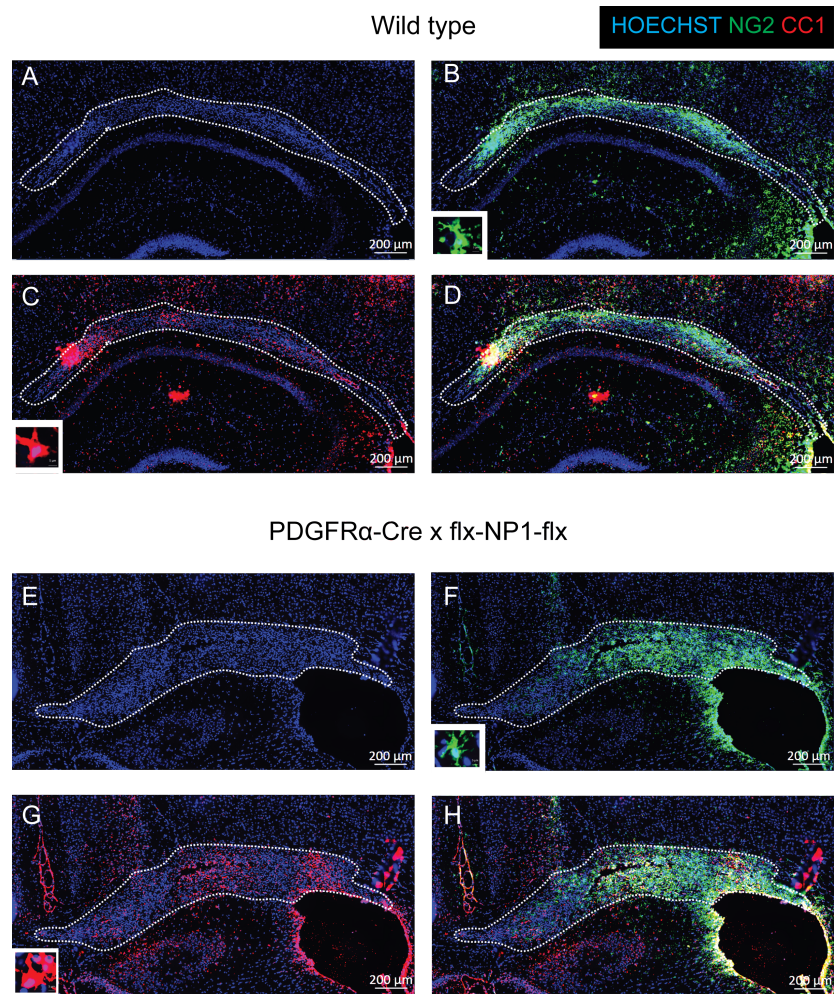 Wild type
HOECHST NG2 CC1
A
200 µm
B
200 µm
C
200 µm
D
200 µm
PDGFRα-Cre x flx-NP1-flx
E
200 µm
F
200 µm
G
200 µm
H
200 µm